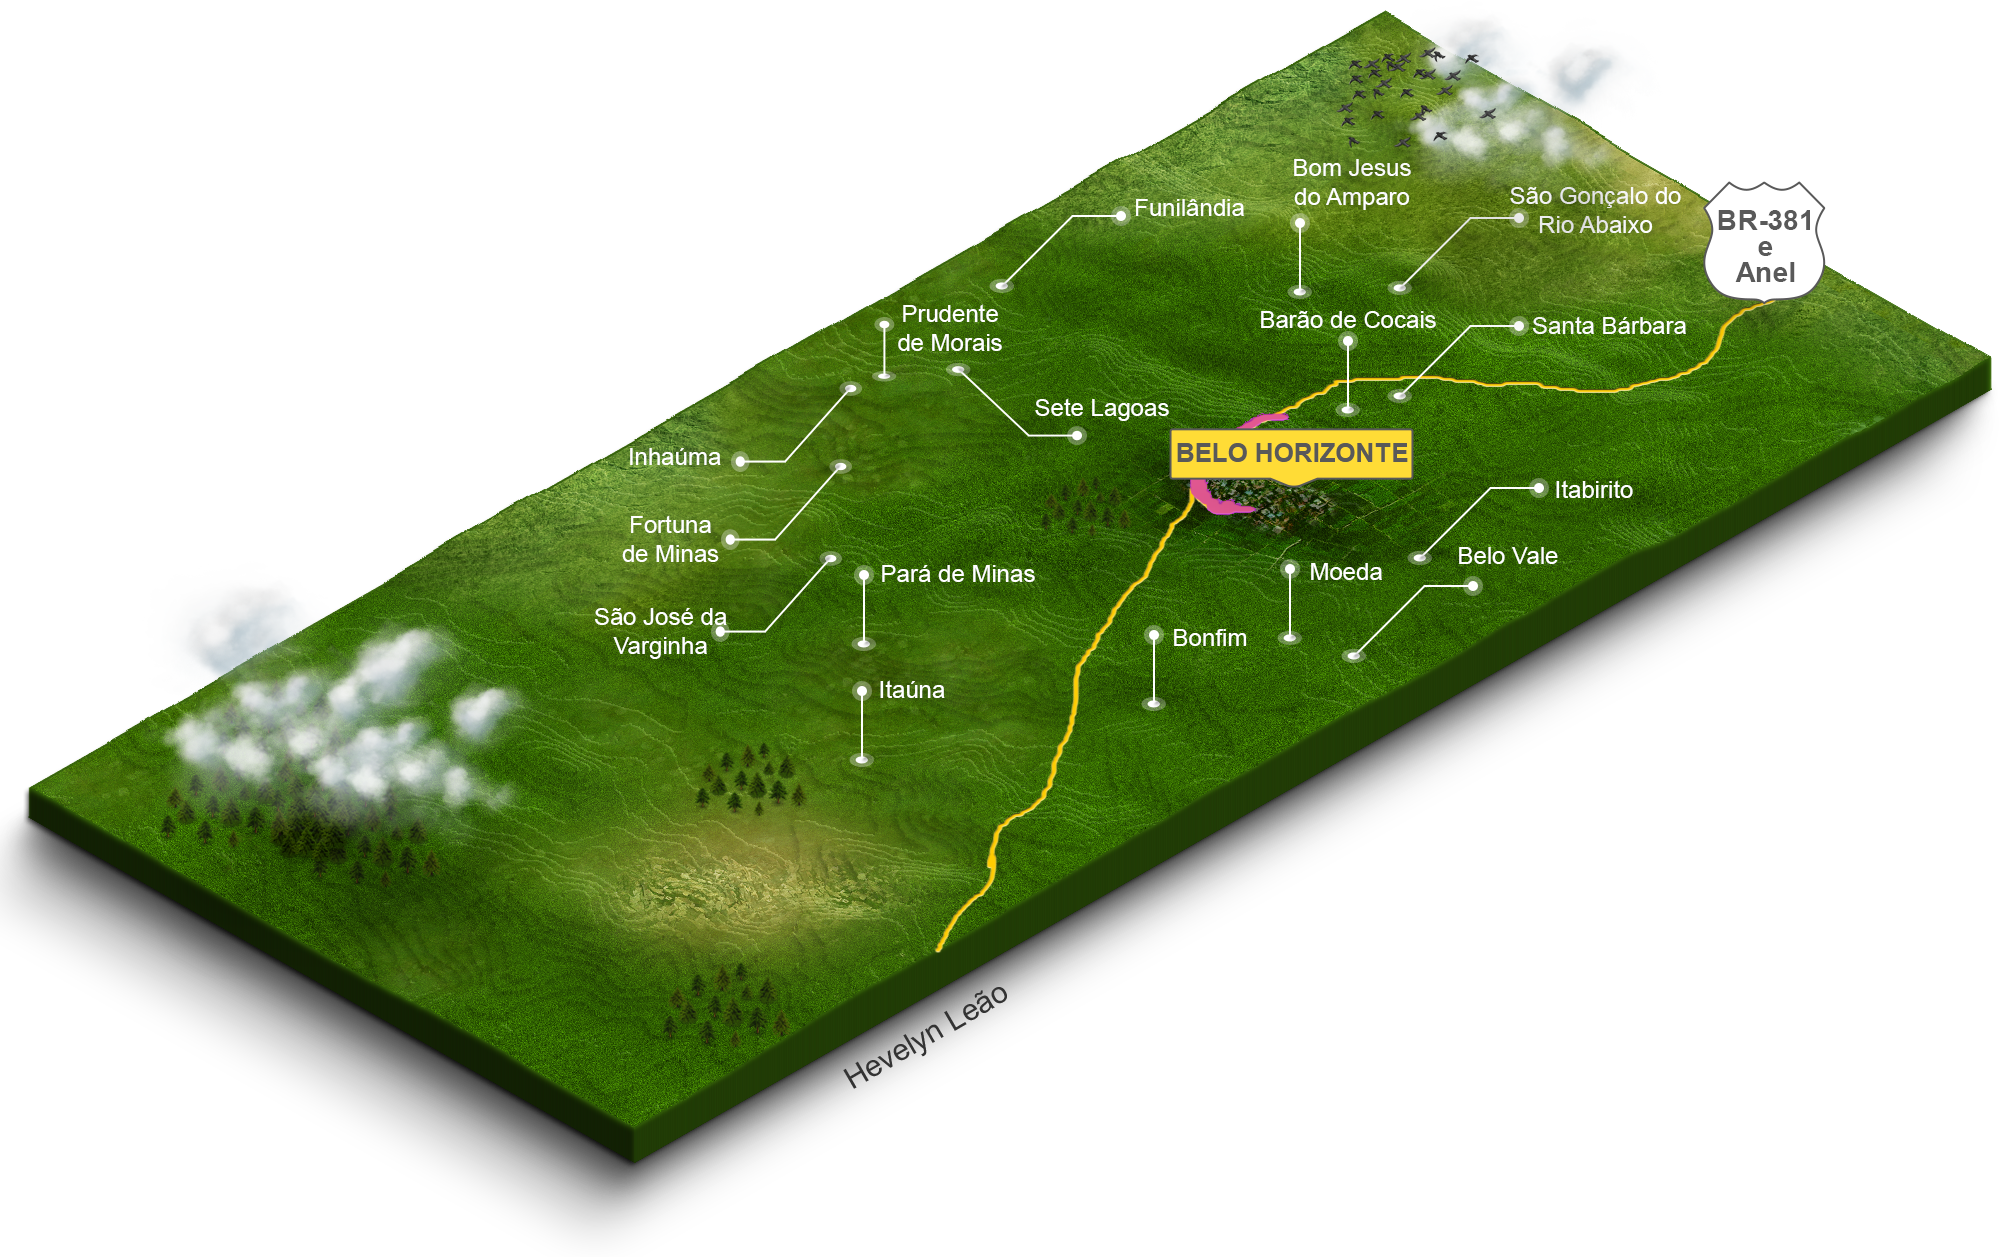 Bom Jesus
do Amparo
São Gonçalo do
Rio Abaixo
Funilândia
BR-381
e
Anel
Prudente
de Morais
Barão de Cocais
Santa Bárbara
Sete Lagoas
Inhaúma
BELO HORIZONTE
Itabirito
Fortuna
de Minas
Belo Vale
Pará de Minas
Moeda
São José da
Varginha
Bonfim
Itaúna
Hevelyn Leão